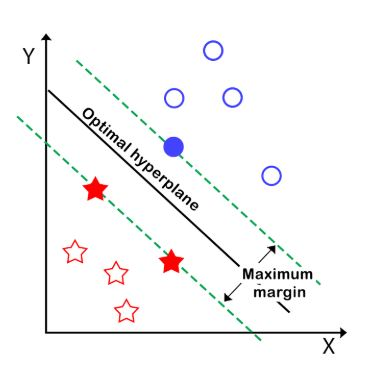 Y
Optimal hyperplane
Maximum
margin
X